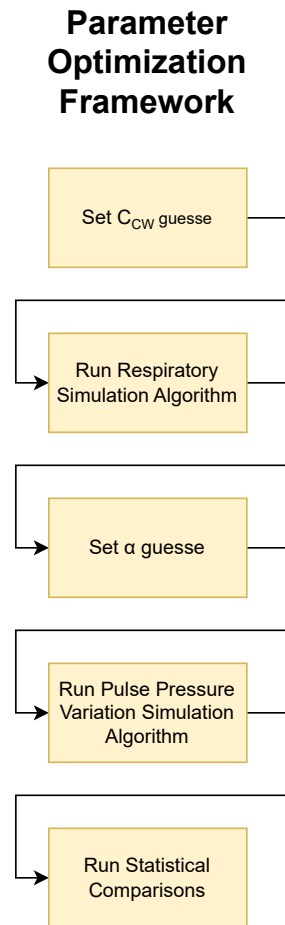 Parameter
Optimization
Framework
Set C_CW guesse
Run Respiratory
Simulation Algorithm
Set α guesse
Run Pulse Pressure
Variation Simulation
Algorithm
Run Statistical
Comparisons